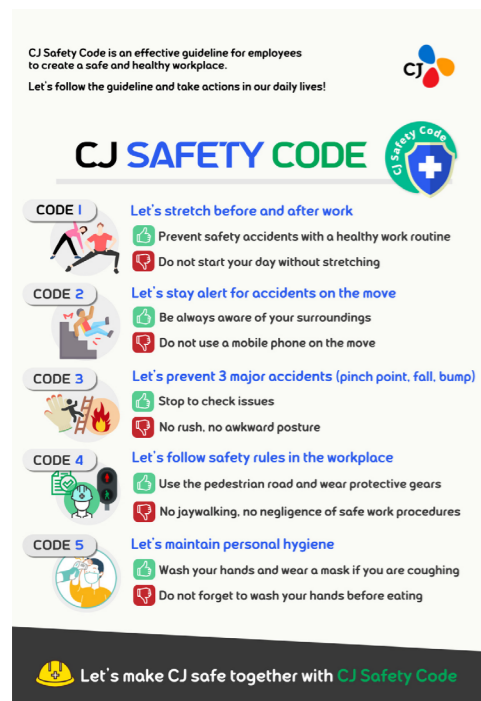 CJ Safety Code is an effective guideline for employees
to create a safe and healthy workplace.
Let's follow the guideline and take actions in our daily lives!
CJ
CJ SAFETY CODE
CJ Safety Code
CODE 1
Let's stretch before and after work
Prevent safety accidents with a healthy work routine
Do not start your day without stretching
CODE 2
Let's stay alert for accidents on the move
Be always aware of your surroundings
Do not use a mobile phone on the move
CODE 3
Let's prevent 3 major accidents (pinch point, fall, bump)
Stop to check issues
No rush, no awkward posture
CODE 4
Let's follow safety rules in the workplace
Use the pedestrian road and wear protective gears
No jaywalking, no negligence of safe work procedures
CODE 5
Let's maintain personal hygiene
Wash your hands and wear a mask if you are coughing
Do not forget to wash your hands before eating
Let's make CJ safe together with CJ Safety Code